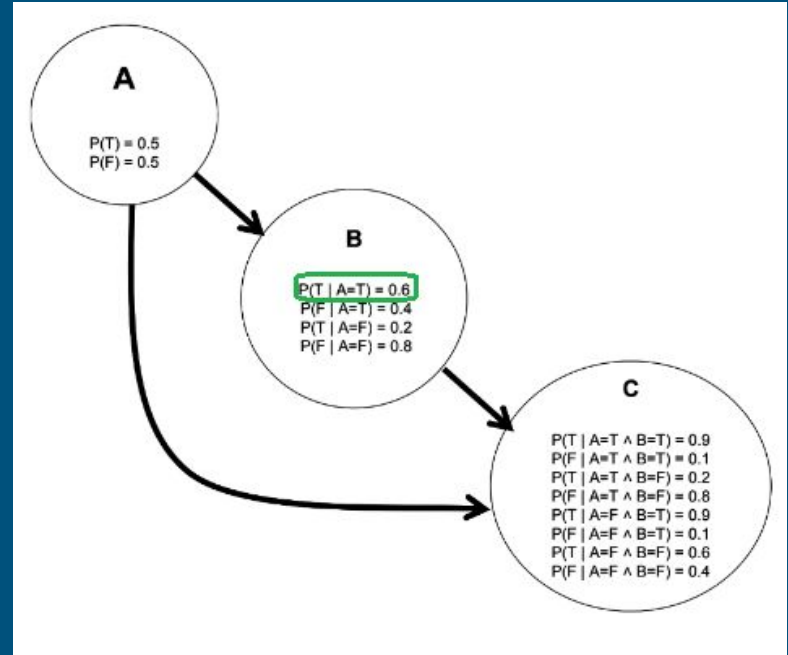 A
P(T) = 0.5
P(F) = 0.5
B
P(T | A=T) = 0.6
P(F | A=T) = 0.4
P(T | A=F) = 0.2
P(F | A=F) = 0.8
C
P(T | A=T ∧ B=T) = 0.9
P(F | A=T ∧ B=T) = 0.1
P(T | A=T ∧ B=F) = 0.2
P(F | A=T ∧ B=F) = 0.8
P(T | A=F ∧ B=T) = 0.9
P(F | A=F ∧ B=T) = 0.1
P(T | A=F ∧ B=F) = 0.6
P(F | A=F ∧ B=F) = 0.4